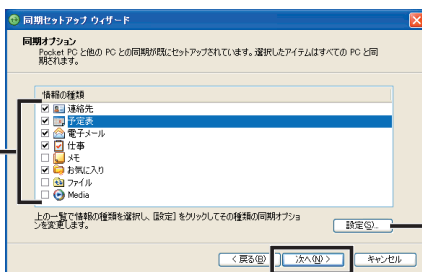 同期セットアップ ウィザード
同期オプション
Pocket PC と他の PC との同期が既にセットアップされています。選択したアイテムはすべての PC と同
期されます。
情報の種類
連絡先
予定表
電子メール
仕事
メモ
お気に入り
ファイル
Media
上の一覧で情報の種類を選択し、[設定] をクリックしてその種類の同期オプショ
ンを変更します。
設定(S)...
< 戻る(B)
次へ(N) >
キャンセル